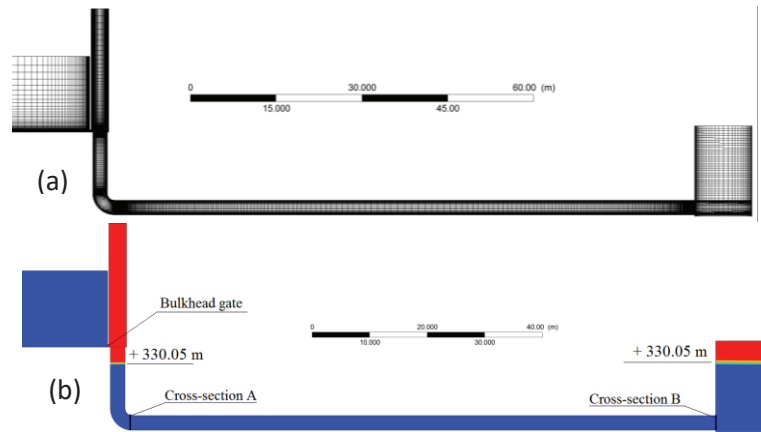 0 30.000 60.00 (m)
15.000 45.00
(a)
Bulkhead gate
0 20.000 40.00 (m)
10.000 30.000
+ 330.05 m
+ 330.05 m
(b)
Cross-section A
Cross-section B